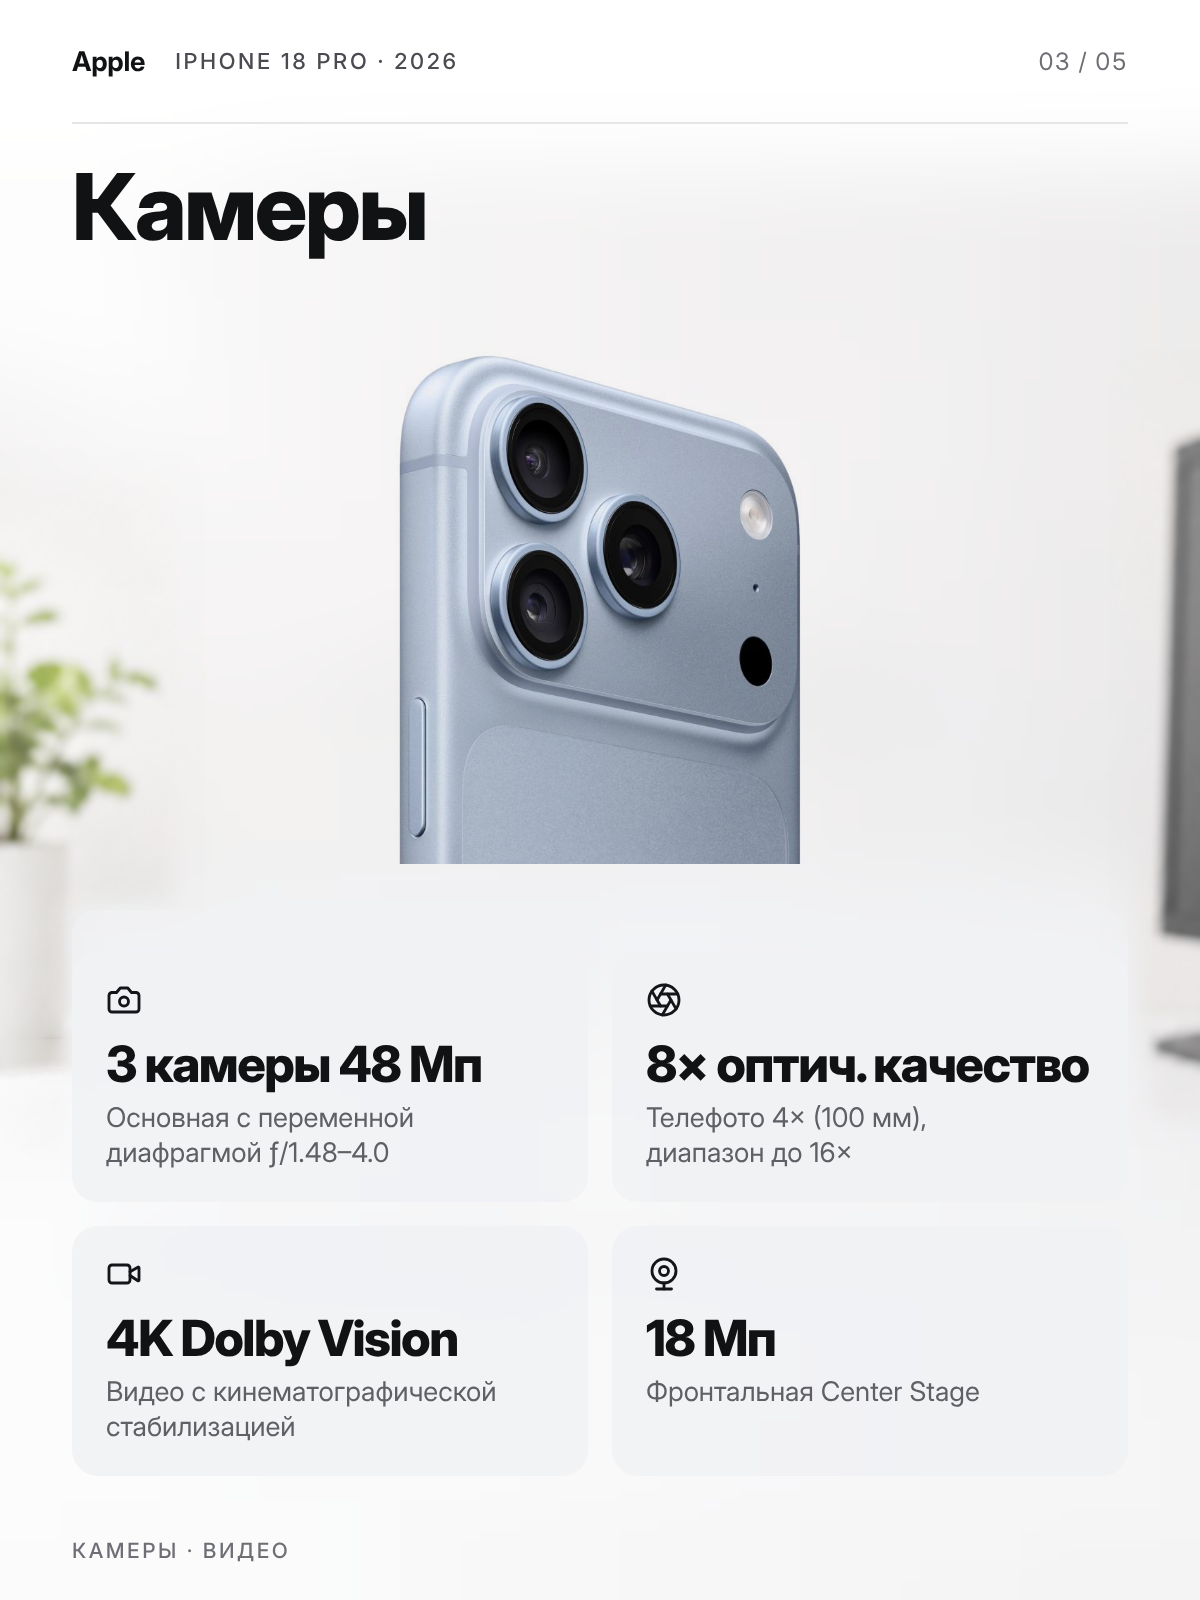 Apple IPHONE 18 PRO · 2026 03 / 05
Камеры
3 камеры 48 Мп
Основная с переменной
диафрагмой ƒ/1.48–4.0
8× оптич. качество
Телефото 4× (100 мм),
диапазон до 16×
4K Dolby Vision
Видео с кинематографической
стабилизацией
18 Мп
Фронтальная Center Stage
КАМЕРЫ · ВИДЕО